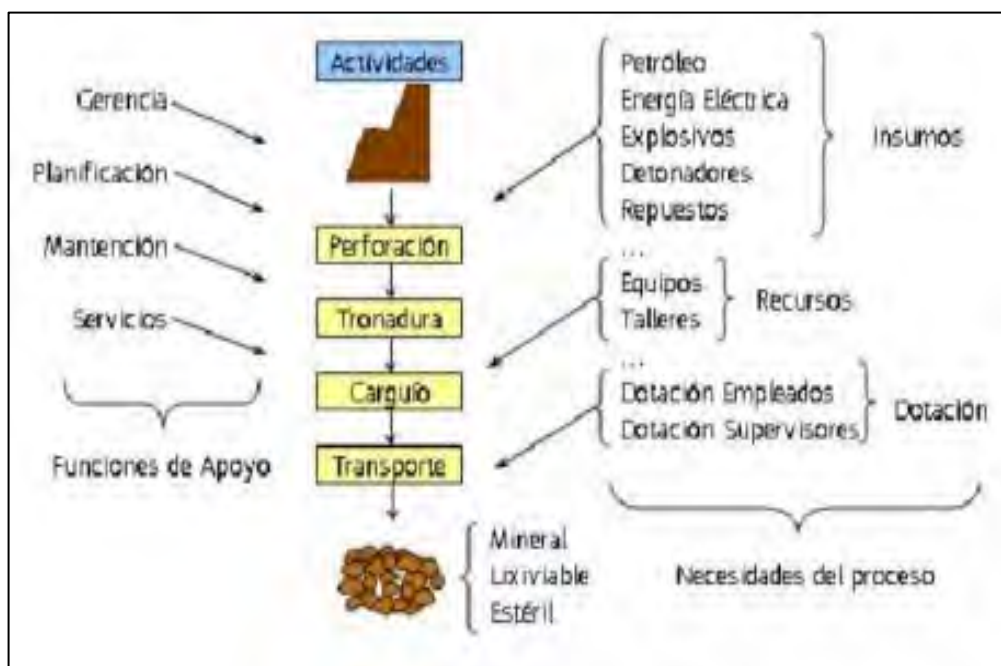 Actividades
Gerencia
Planificación
Mantención
Servicios
Funciones de Apoyo
Perforación
Tronadura
Carguío
Transporte
Mineral
Lixiviable
Estéril
Petróleo
Energía Eléctrica
Explosivos
Detonadores
Repuestos
...
Insumos
Equipos
Talleres
...
Recursos
Dotación Empleados
Dotación Supervisores
Dotación
Necesidades del proceso